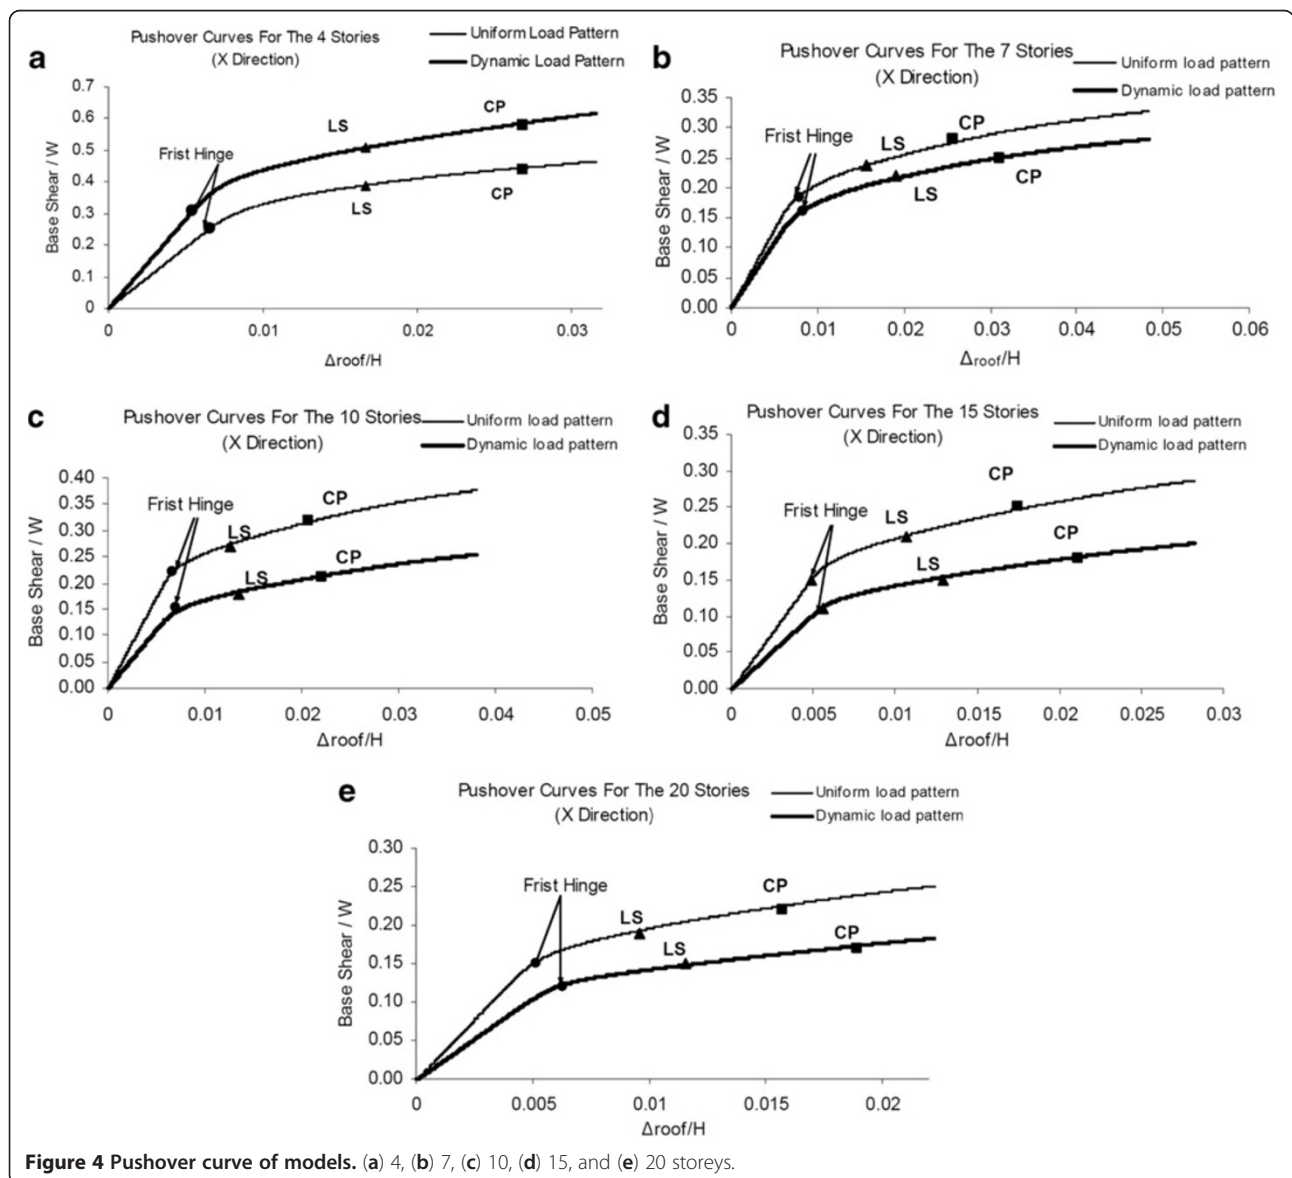 a
Pushover Curves For The 4 Stories
(X Direction)
Uniform Load Pattern
Dynamic Load Pattern
0.7
0.6
0.5
0.4
0.3
0.2
0.1
0
Base Shear / W
Frist Hinge
LS
CP
LS
CP
0
0.01
0.02
0.03
Δroof/H
b
Pushover Curves For The 7 Stories
(X Direction)
Uniform load pattern
Dynamic load pattern
0.35
0.30
0.25
0.20
0.15
0.10
0.05
0.00
Base Shear / W
Frist Hinge
LS
CP
LS
CP
0
0.01
0.02
0.03
0.04
0.05
0.06
Δroof/H
c
Pushover Curves For The 10 Stories
(X Direction)
Uniform load pattern
Dynamic load pattern
0.40
0.35
0.30
0.25
0.20
0.15
0.10
0.05
0.00
Base Shear / W
Frist Hinge
LS
CP
LS
CP
0
0.01
0.02
0.03
0.04
0.05
Δroof/H
d
Pushover Curves For The 15 Stories
(X Direction)
Uniform load pattern
Dynamic load pattern
0.35
0.30
0.25
0.20
0.15
0.10
0.05
0.00
Base Shear / W
Frist Hinge
LS
CP
LS
CP
0
0.005
0.01
0.015
0.02
0.025
0.03
Δroof/H
e
Pushover Curves For The 20 Stories
(X Direction)
Uniform load pattern
Dynamic load pattern
0.30
0.25
0.20
0.15
0.10
0.05
0.00
Base Shear / W
Frist Hinge
LS
CP
LS
CP
0
0.005
0.01
0.015
0.02
Δroof/H
Figure 4 Pushover curve of models. (a) 4, (b) 7, (c) 10, (d) 15, and (e) 20 storeys.